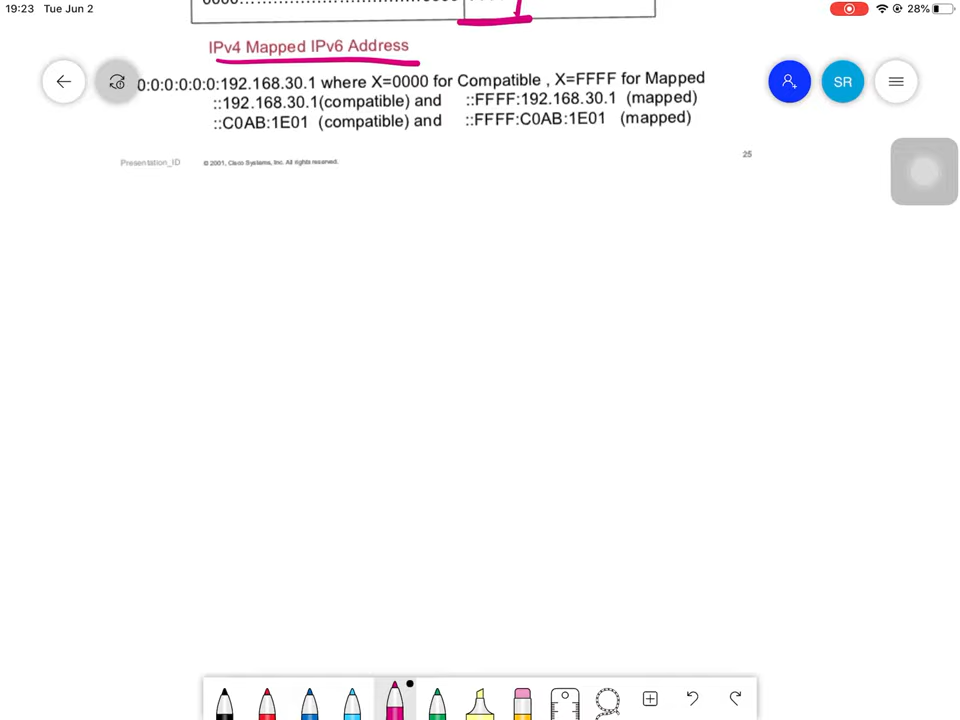 19:23 Tue Jun 2
28%
IPv4 Mapped IPv6 Address
SR
0:0:0:0:0:0:192.168.30.1 where X=0000 for Compatible , X=FFFF for Mapped
::192.168.30.1(compatible) and ::FFFF:192.168.30.1 (mapped)
::C0AB:1E01 (compatible) and ::FFFF:C0AB:1E01 (mapped)
Presentation_ID © 2001, Cisco Systems, Inc. All rights reserved. 25